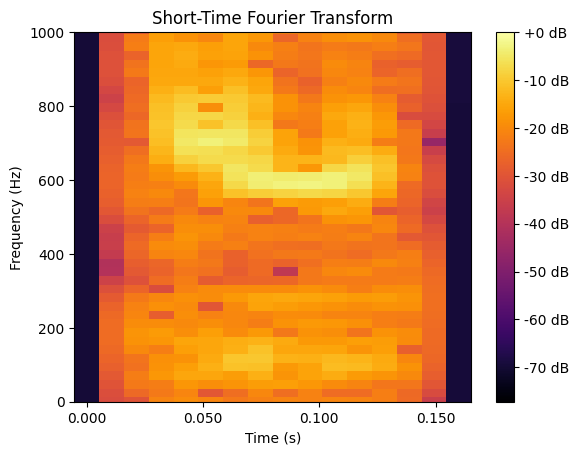 Short-Time Fourier Transform
1000
800
600
400
200
0
Frequency (Hz)
0.000 0.050 0.100 0.150
Time (s)
+0 dB
-10 dB
-20 dB
-30 dB
-40 dB
-50 dB
-60 dB
-70 dB